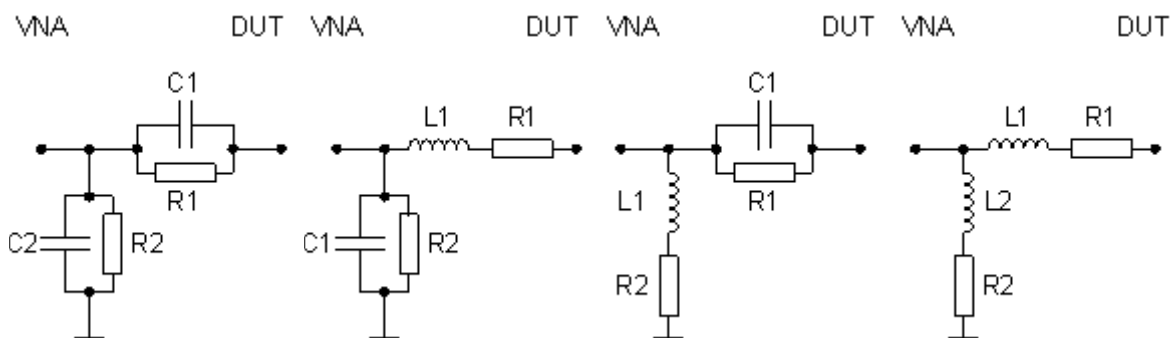 VNA DUT VNA DUT VNA DUT VNA DUT
C1 C1
L1 R1 L1 R1
R1 R1
L1 L2
C2 R2 C1 R2
R2 R2